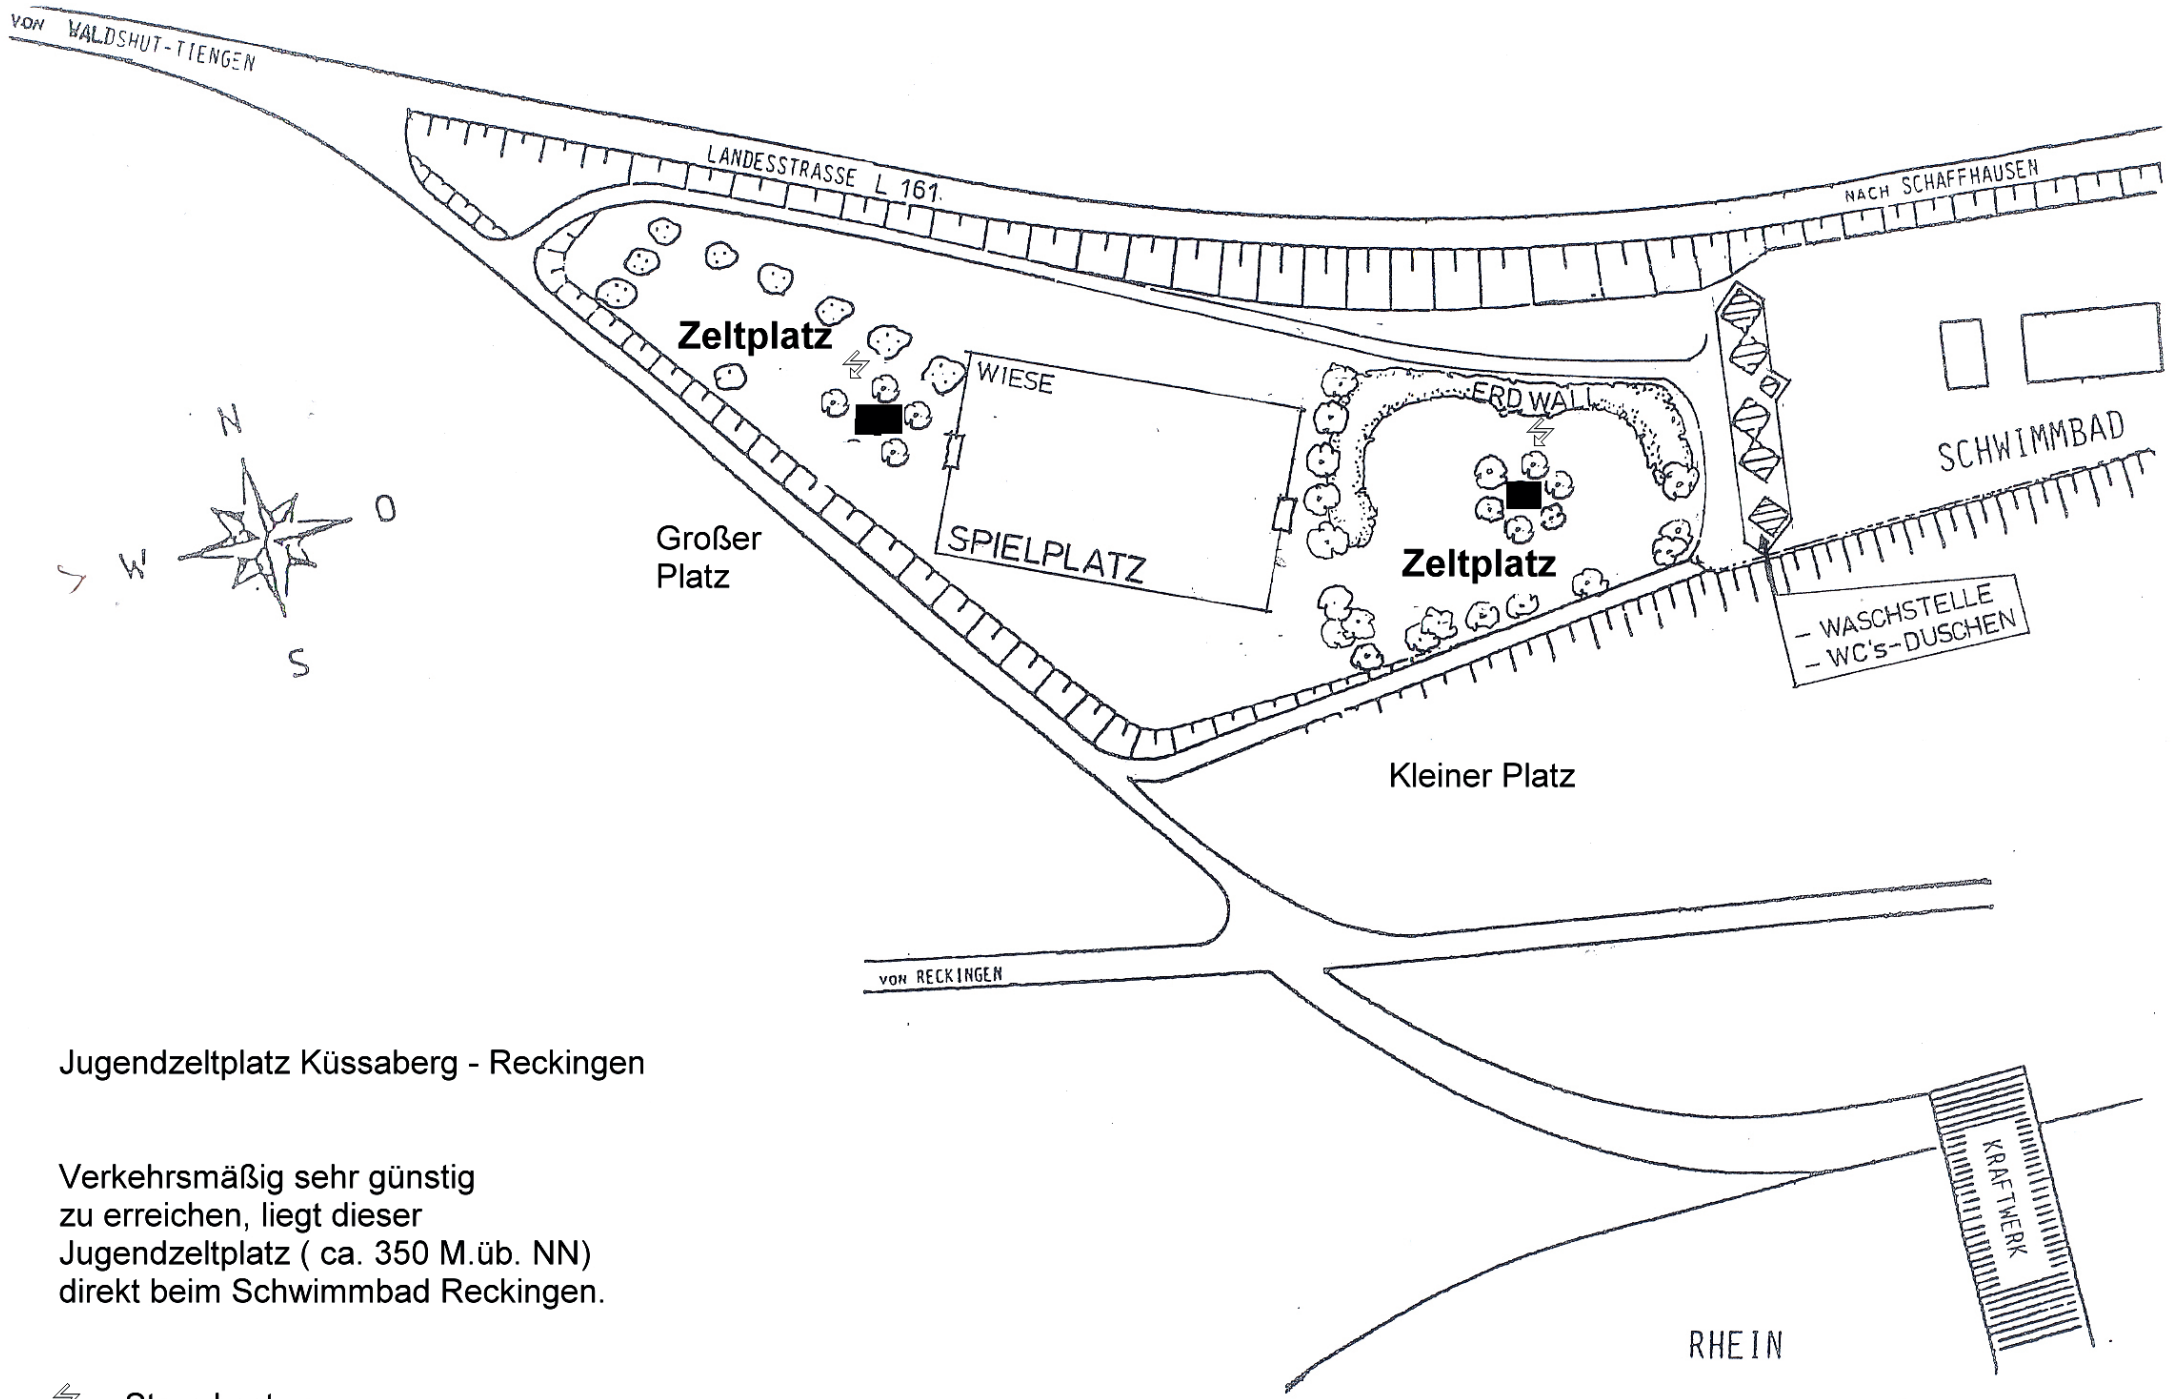 VON WALDSHUT-TIENGEN
LANDESSTRASSE L 161
NACH SCHAFFHAUSEN
Zeltplatz
WIESE
SPIELPLATZ
ERDWALL
Zeltplatz
SCHWIMMBAD
N
O
W
S
Großer
Platz
- WASCHSTELLE
- WC's-DUSCHEN
Kleiner Platz
VON RECKINGEN
Jugendzeltplatz Küssaberg - Reckingen
Verkehrsmäßig sehr günstig
zu erreichen, liegt dieser
Jugendzeltplatz ( ca. 350 M.üb. NN)
direkt beim Schwimmbad Reckingen.
KRAFTWERK
RHEIN